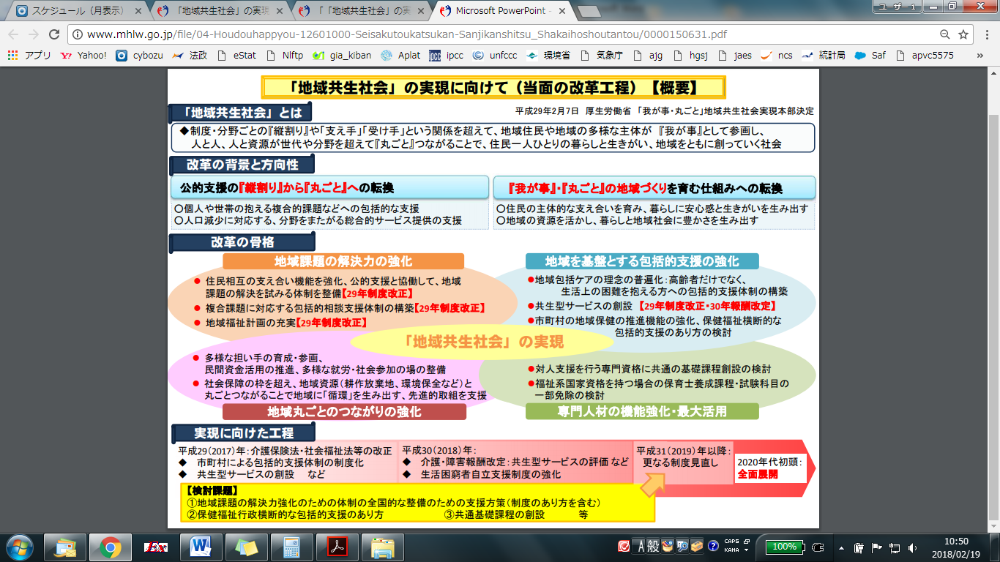 スケジュール（月表示）
「地域共生社会」の実現
「「地域共生社会」の実
Microsoft PowerPoint -
ユーザー 1
www.mhlw.go.jp/file/04-Houdouhappyou-12601000-Seisakutoukatsukan-Sanjikanshitsu_Shakaihoshoutantou/0000150631.pdf
アプリ Yahoo! cybozu 法政 eStat Nlftp gia_kiban Aplat ipcc unfccc 環境省 気象庁 ajg hgsj jaes ncs 統計局 Saf apvc5575 »
「地域共生社会」の実現に向けて（当面の改革工程）【概要】
「地域共生社会」とは
平成29年2月7日 厚生労働省 「我が事・丸ごと」地域共生社会実現本部決定
◆制度・分野ごとの『縦割り』や「支え手」「受け手」という関係を超えて、地域住民や地域の多様な主体が 『我が事』として参画し、
人と人、人と資源が世代や分野を超えて『丸ごと』つながることで、住民一人ひとりの暮らしと生きがい、地域をともに創っていく社会
改革の背景と方向性
公的支援の『縦割り』から『丸ごと』への転換
○個人や世帯の抱える複合的課題などへの包括的な支援
○人口減少に対応する、分野をまたがる総合的サービス提供の支援
『我が事』・『丸ごと』の地域づくりを育む仕組みへの転換
○住民の主体的な支え合いを育み、暮らしに安心感と生きがいを生み出す
○地域の資源を活かし、暮らしと地域社会に豊かさを生み出す
改革の骨格
地域課題の解決力の強化
● 住民相互の支え合い機能を強化、公的支援と協働して、地域
課題の解決を試みる体制を整備【29年制度改正】
● 複合課題に対応する包括的相談支援体制の構築【29年制度改正】
● 地域福祉計画の充実【29年制度改正】
地域を基盤とする包括的支援の強化
●地域包括ケアの理念の普遍化：高齢者だけでなく、
生活上の困難を抱える方への包括的支援体制の構築
●共生型サービスの創設 【29年制度改正・30年報酬改定】
●市町村の地域保健の推進機能の強化、保健福祉横断的な
包括的支援のあり方の検討
「地域共生社会」の実現
● 多様な担い手の育成・参画、
民間資金活用の推進、多様な就労・社会参加の場の整備
● 社会保障の枠を超え、地域資源（耕作放棄地、環境保全など）と
丸ごとつながることで地域に「循環」を生み出す、先進的取組を支援
地域丸ごとのつながりの強化
●対人支援を行う専門資格に共通の基礎課程創設の検討
●福祉系国家資格を持つ場合の保育士養成課程・試験科目の
一部免除の検討
専門人材の機能強化・最大活用
実現に向けた工程
平成29（2017）年：介護保険法・社会福祉法等の改正
◆ 市町村による包括的支援体制の制度化
◆ 共生型サービスの創設 など
平成30（2018）年：
◆ 介護・障害報酬改定：共生型サービスの評価 など
◆ 生活困窮者自立支援制度の強化
平成31（2019）年以降：
更なる制度見直し
2020年代初頭：
全面展開
【検討課題】
①地域課題の解決力強化のための体制の全国的な整備のための支援方策（制度のあり方を含む）
②保健福祉行政横断的な包括的支援のあり方 ③共通基礎課程の創設 等
Ex
A 般
CAPS
KANA
100%
10:50
2018/02/19